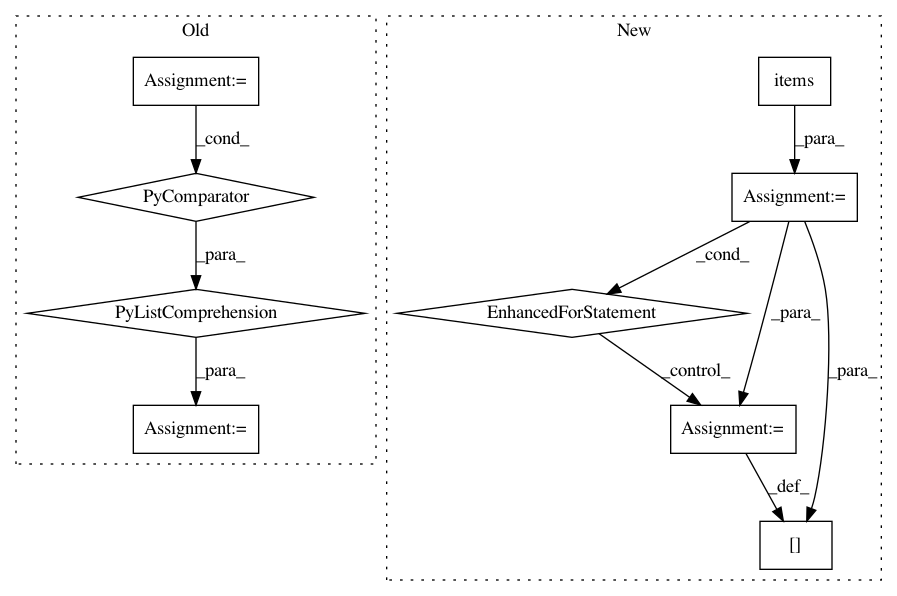 Old
New
Assignment:=
items
_cond_
_para_
PyComparator
Assignment:=
_para_
_cond_
PyListComprehension
EnhancedForStatement
_para_
_para_
_control_
_para_
Assignment:=
Assignment:=
_def_
[]